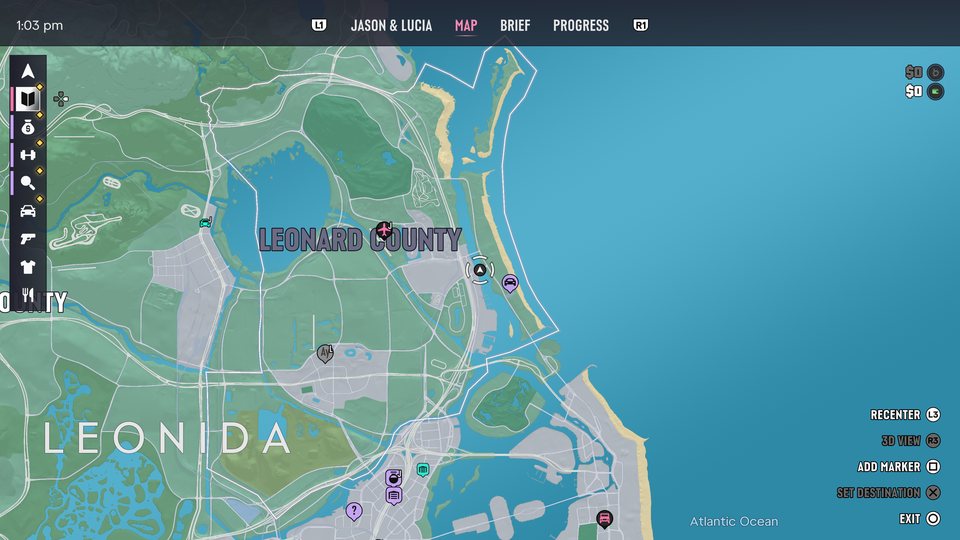 1:03 pm
L1 JASON & LUCIA MAP BRIEF PROGRESS R1
$0
$0
LEONARD COUNTY
OUNTY
LEONIDA
Atlantic Ocean
RECENTER L3
3D VIEW R3
ADD MARKER
SET DESTINATION
EXIT